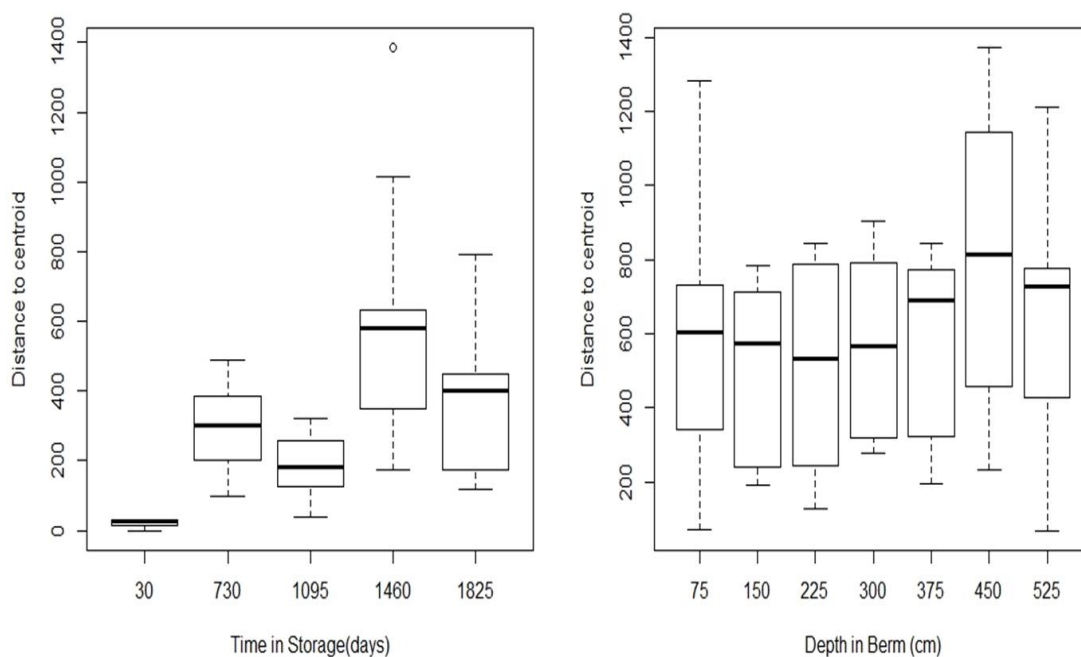 Distance to centroid
1400
1200
1000
800
600
400
200
0
30 730 1095 1460 1825
Time in Storage(days)
Distance to centroid
1400
1200
1000
800
600
400
200
75 150 225 300 375 450 525
Depth in Berm (cm)